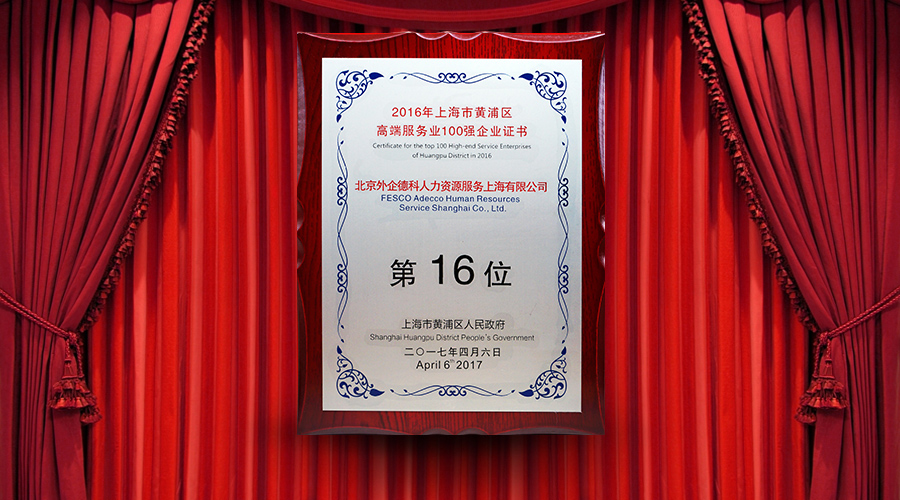 2016年上海市黄浦区
高端服务业100强企业证书
Certificate for the top 100 High-end Service Enterprises
of Huangpu District in 2016
北京外企德科人力资源服务上海有限公司
FESCO Adecco Human Resources
Service Shanghai Co., Ltd.
第 16 位
上海市黄浦区人民政府
Shanghai Huangpu District People's Government
二〇一七年四月六日
April 6th 2017